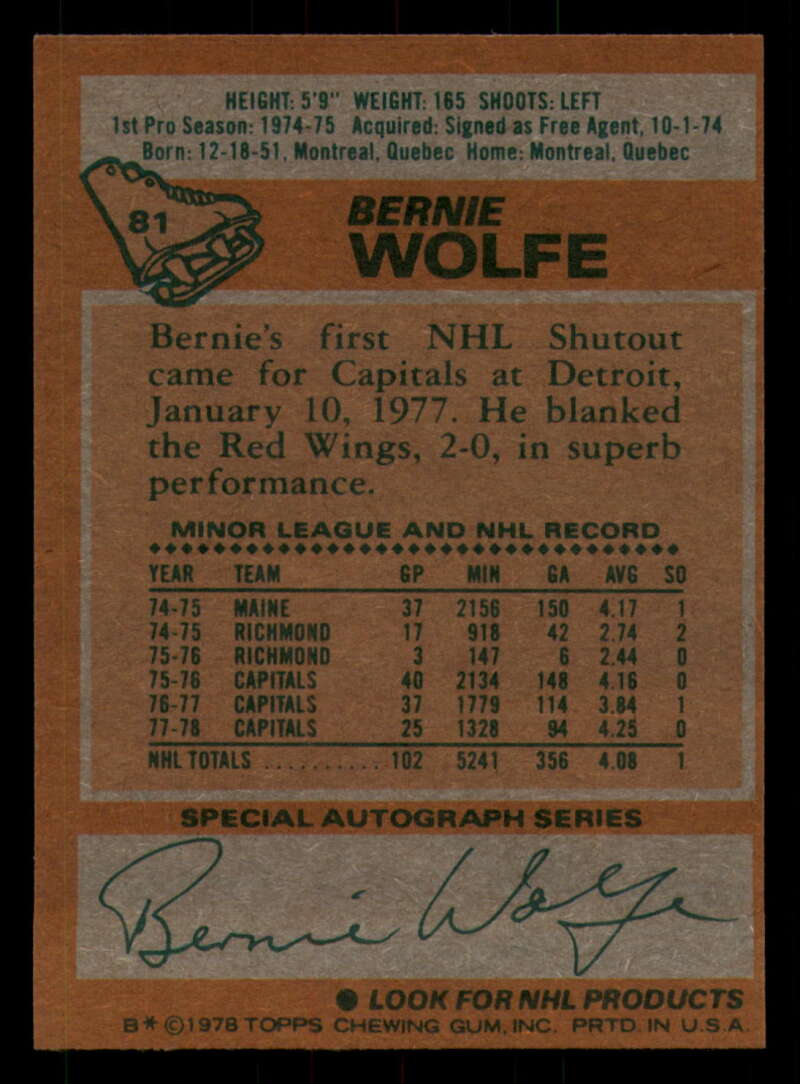 HEIGHT: 5'9" WEIGHT: 165 SHOOTS: LEFT
1st Pro Season: 1974-75 Acquired: Signed as Free Agent, 10-1-74
Born: 12-18-51, Montreal, Quebec Home: Montreal, Quebec
81
BERNIE
WOLFE
Bernie's first NHL Shutout
came for Capitals at Detroit,
January 10, 1977. He blanked
the Red Wings, 2-0, in superb
performance.
MINOR LEAGUE AND NHL RECORD
YEAR TEAM GP MIN GA AVG SO
74-75 MAINE 37 2156 150 4.17 1
74-75 RICHMOND 17 918 42 2.74 2
75-76 RICHMOND 3 147 6 2.44 0
75-76 CAPITALS 40 2134 148 4.16 0
76-77 CAPITALS 37 1779 114 3.84 1
77-78 CAPITALS 25 1328 94 4.25 0
NHL TOTALS .......... 102 5241 356 4.08 1
SPECIAL AUTOGRAPH SERIES
Bernie Wolfe
● LOOK FOR NHL PRODUCTS
B* ©1978 TOPPS CHEWING GUM, INC. PRTD. IN U.S.A.